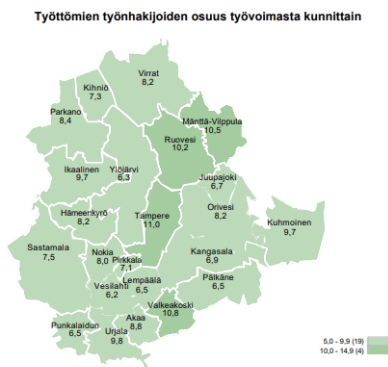 Työttömien työnhakijoiden osuus työvoimasta kunnittain
Virrat
8,2
Kihniö
7,3
Parkano
8,4
Mänttä-Vilppula
10,5
Ruovesi
10,2
Ikaalinen
9,7
Ylöjärvi
6,3
Juupajoki
6,7
Hämeenkyrö
8,2
Tampere
11,0
Orivesi
8,2
Kuhmoinen
9,7
Sastamala
7,5
Nokia
8,0
Pirkkala
7,1
Kangasala
6,9
Vesilahti
6,2
Lempäälä
6,5
Pälkäne
6,5
Valkeakoski
10,8
Punkalaidun
6,5
Urjala
9,8
Akaa
8,8
5,0 - 9,9 (19)
10,0 - 14,9 (4)